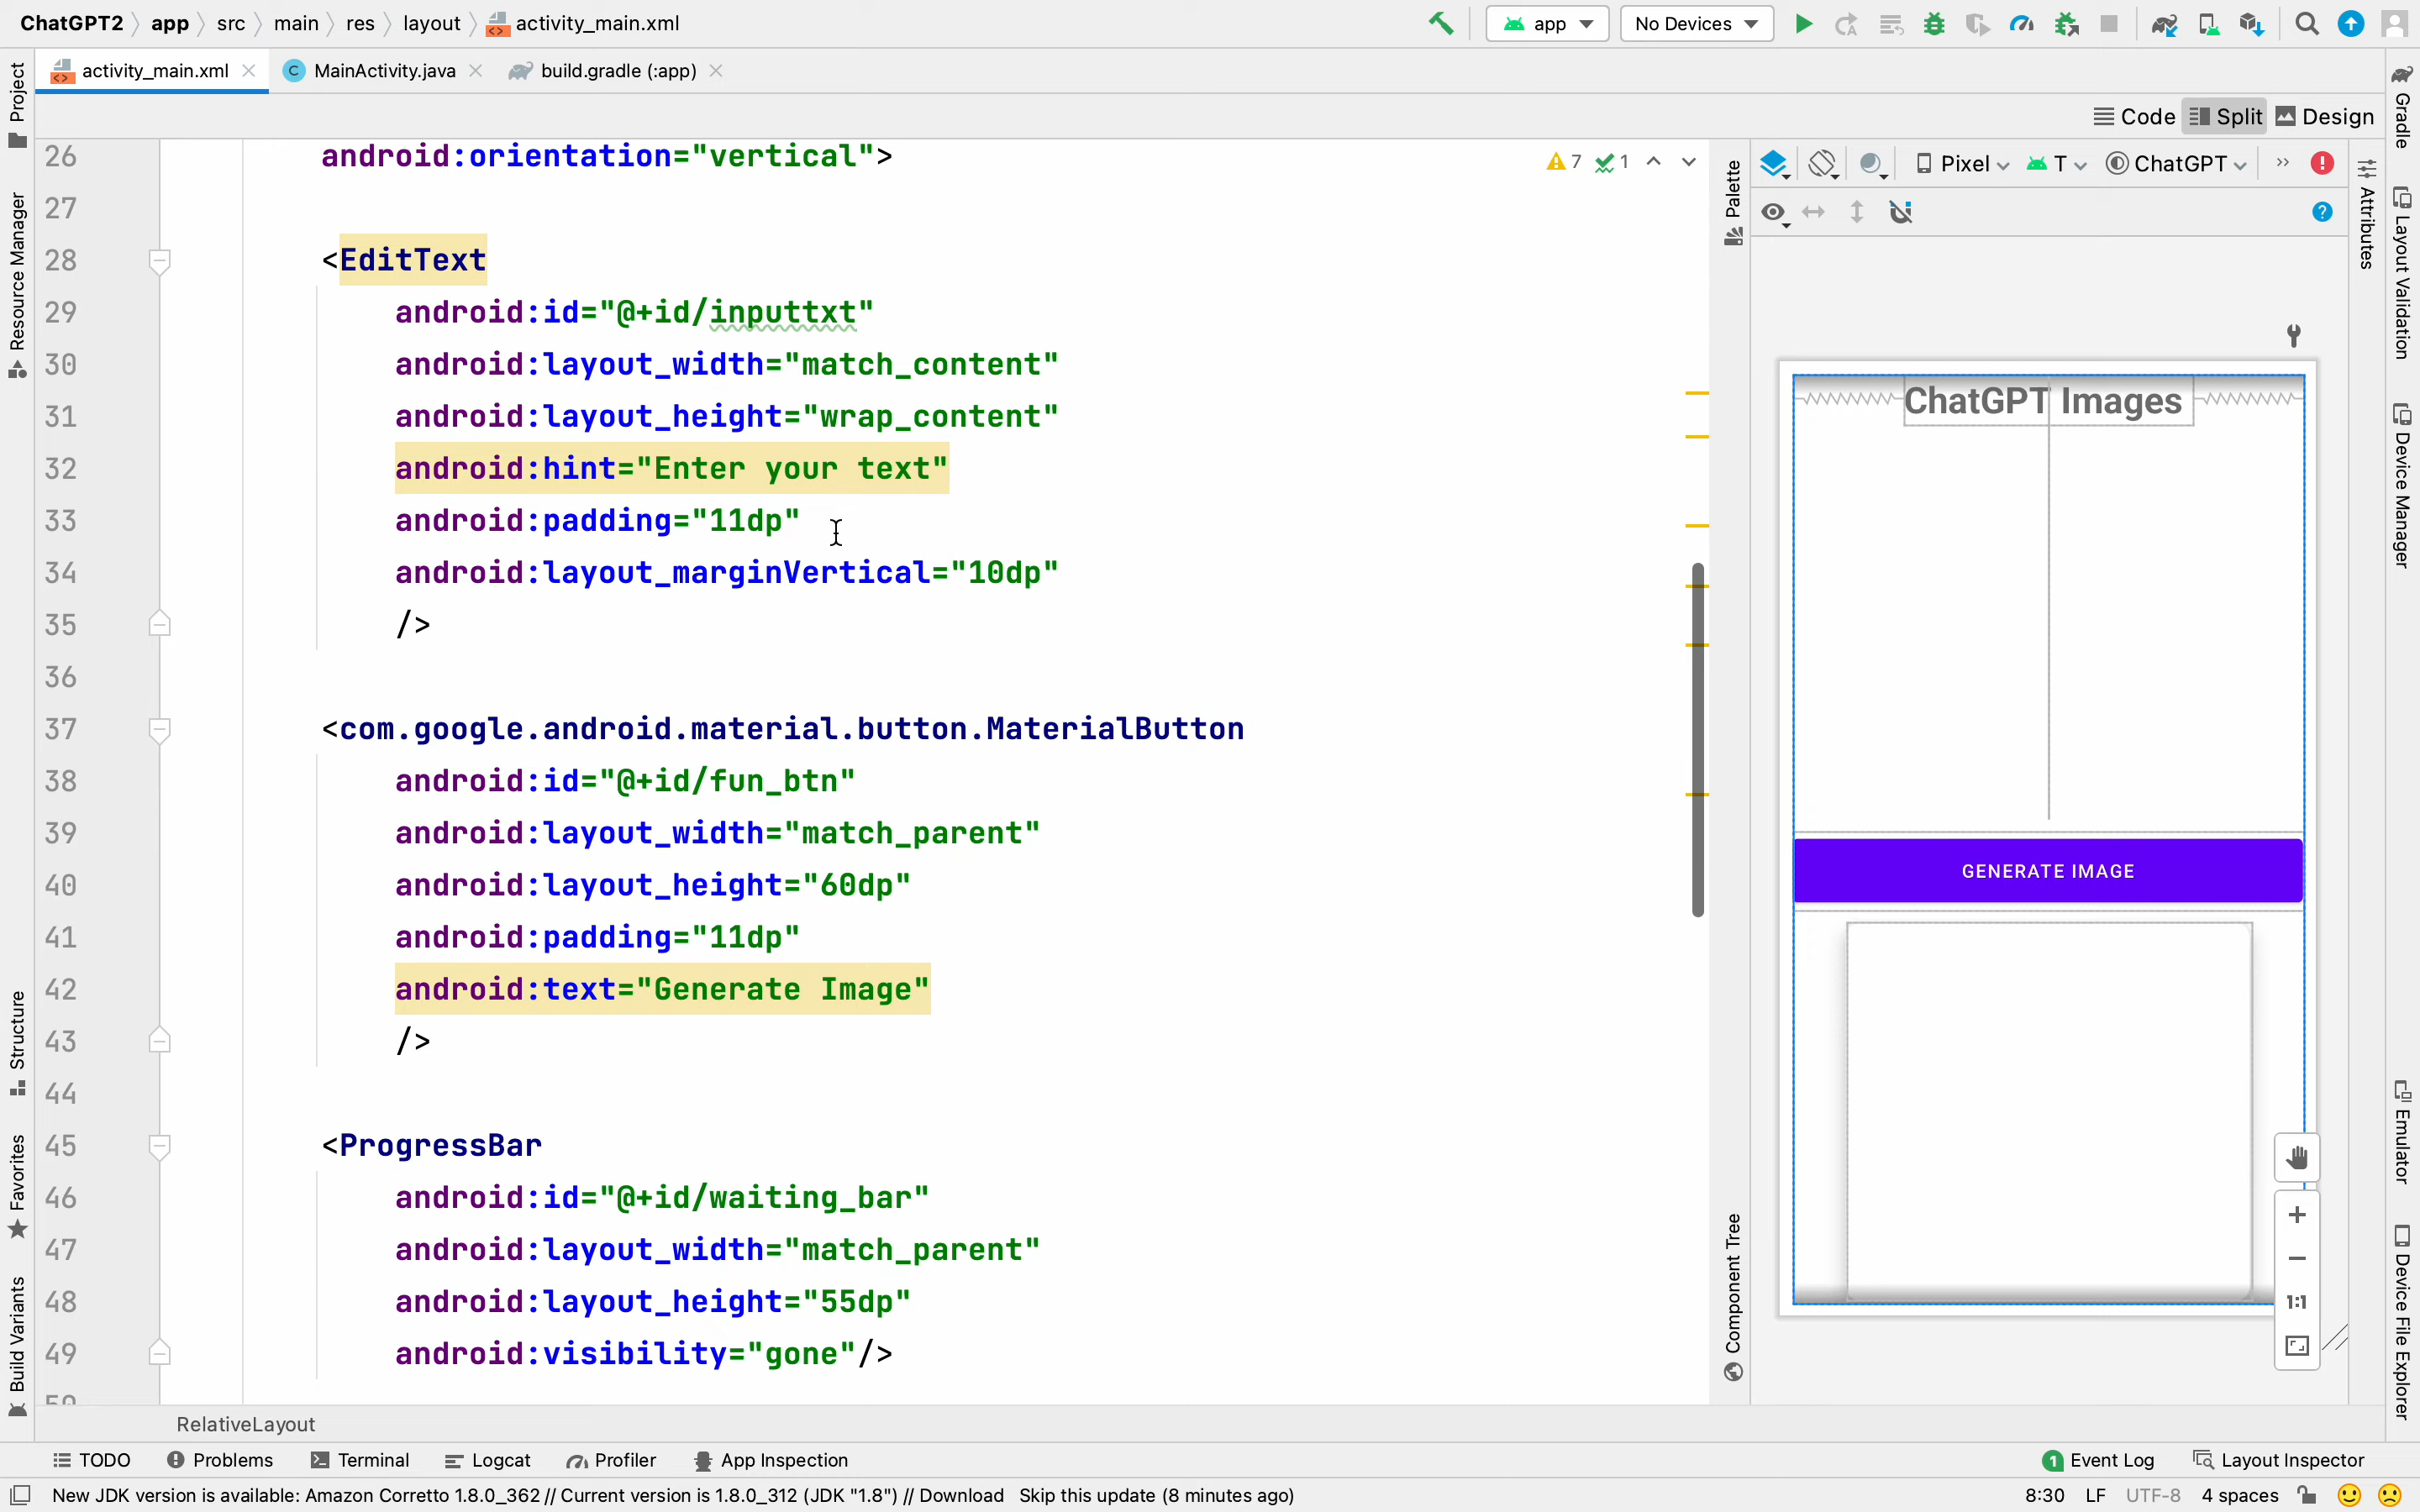 ChatGPT2 app src main res layout activity_main.xml app No Devices
activity_main.xml MainActivity.java build.gradle (:app)
Code Split Design
Project
Resource Manager
Structure
Favorites
Build Variants
26 android:orientation="vertical">
27
28 <EditText
29 android:id="@+id/inputtxt"
30 android:layout_width="match_content"
31 android:layout_height="wrap_content"
32 android:hint="Enter your text"
33 android:padding="11dp"
34 android:layout_marginVertical="10dp"
35 />
36
37 <com.google.android.material.button.MaterialButton
38 android:id="@+id/fun_btn"
39 android:layout_width="match_parent"
40 android:layout_height="60dp"
41 android:padding="11dp"
42 android:text="Generate Image"
43 />
44
45 <ProgressBar
46 android:id="@+id/waiting_bar"
47 android:layout_width="match_parent"
48 android:layout_height="55dp"
49 android:visibility="gone"/>
50
7 1
Palette
Component Tree
Pixel T ChatGPT
ChatGPT Images
GENERATE IMAGE
1:1
Attributes
Gradle
Layout Validation
Device Manager
Emulator
Device File Explorer
RelativeLayout
TODO Problems Terminal Logcat Profiler App Inspection 1 Event Log Layout Inspector
New JDK version is available: Amazon Corretto 1.8.0_362 // Current version is 1.8.0_312 (JDK "1.8") // Download Skip this update (8 minutes ago) 8:30 LF UTF-8 4 spaces